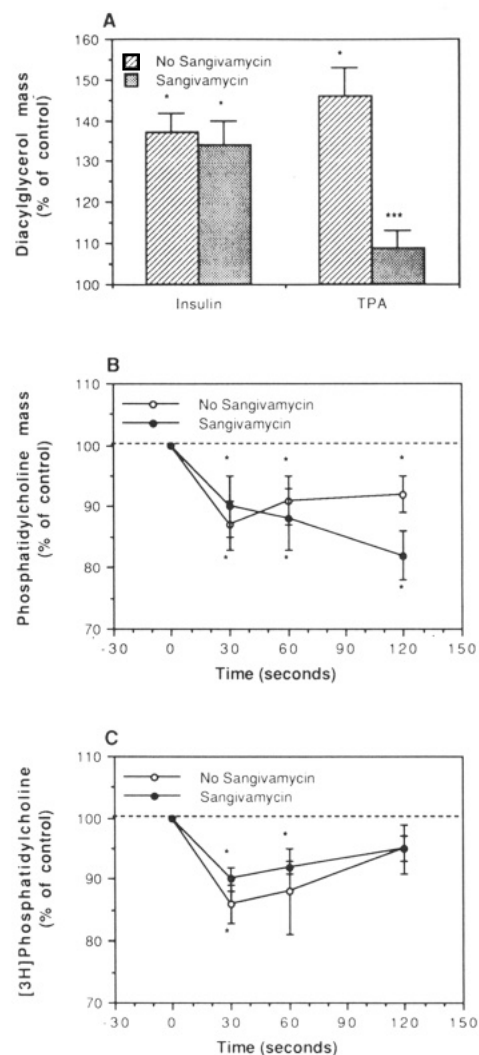 A
Diacylglycerol mass
(% of control)
160
150
140
130
120
110
100
No Sangivamycin
Sangivamycin
*
*
*
***
Insulin
TPA
B
Phosphatidylcholine mass
(% of control)
110
100
90
80
70
No Sangivamycin
Sangivamycin
* * *
* * *
-30 0 30 60 90 120 150
Time (seconds)
C
[3H]Phosphatidylcholine
(% of control)
110
100
90
80
70
No Sangivamycin
Sangivamycin
* *
*
-30 0 30 60 90 120 150
Time (seconds)